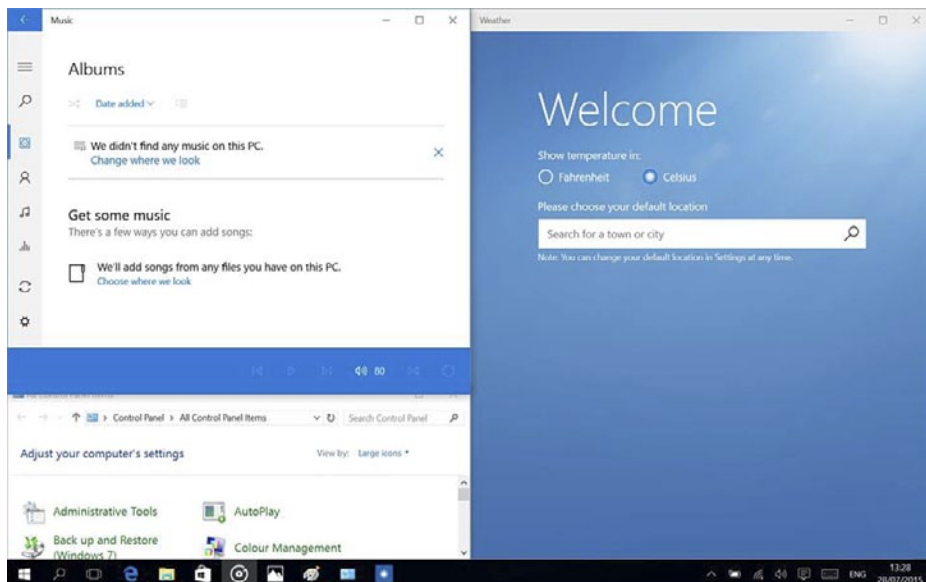 Music
Albums
Date added
We didn't find any music on this PC.
Change where we look
Get some music
There's a few ways you can add songs:
We'll add songs from any files you have on this PC.
Choose where we look
80
Weather
Welcome
Show temperature in:
Fahrenheit
Celsius
Please choose your default location
Search for a town or city
Note: You can change your default location in Settings at any time.
All Control Panel Items
Control Panel > All Control Panel Items
Search Control Panel
Adjust your computer's settings
View by: Large icons
Administrative Tools
AutoPlay
Back up and Restore
(Windows 7)
Colour Management
ENG
13:28
28/07/2015